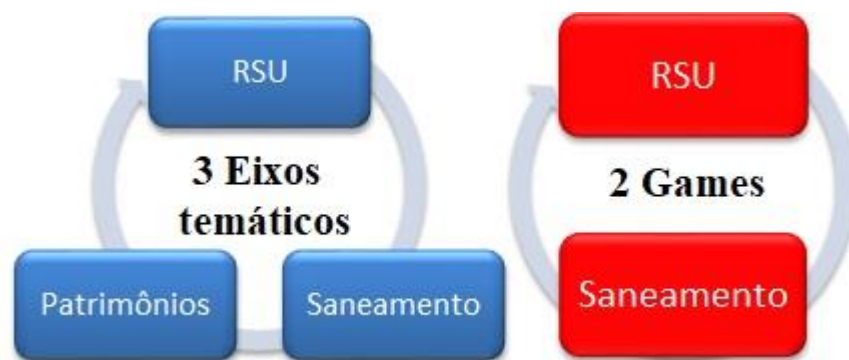 RSU
3 Eixos
temáticos
Patrimônios
Saneamento
RSU
2 Games
Saneamento